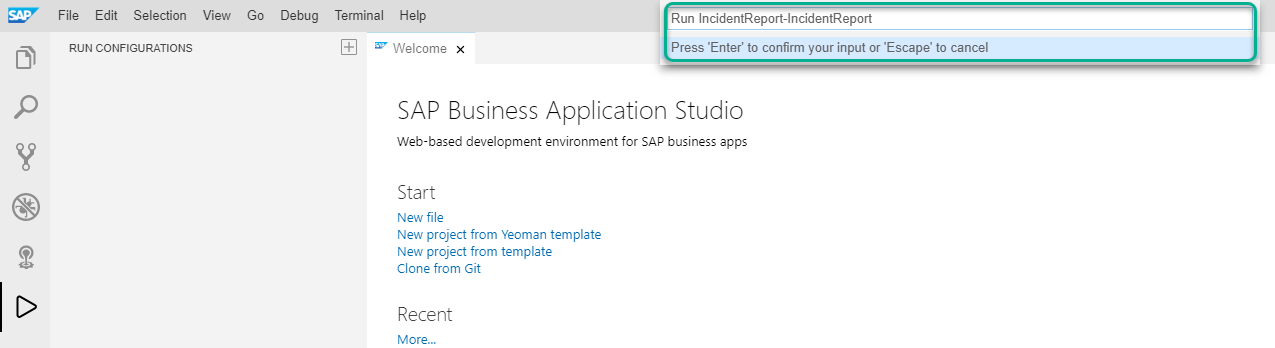 SAP File Edit Selection View Go Debug Terminal Help
Run IncidentReport-IncidentReport
Press 'Enter' to confirm your input or 'Escape' to cancel
RUN CONFIGURATIONS
Welcome
SAP Business Application Studio
Web-based development environment for SAP business apps
Start
New file
New project from Yeoman template
New project from template
Clone from Git
Recent
More...